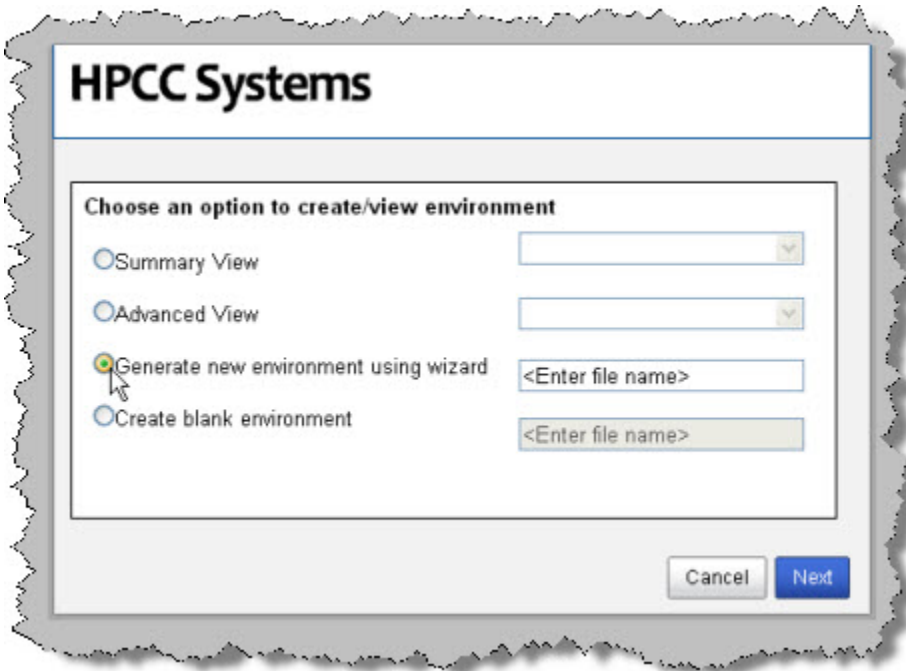 HPCC Systems
Choose an option to create/view environment
Summary View
Advanced View
Generate new environment using wizard
<Enter file name>
Create blank environment
<Enter file name>
Cancel
Next